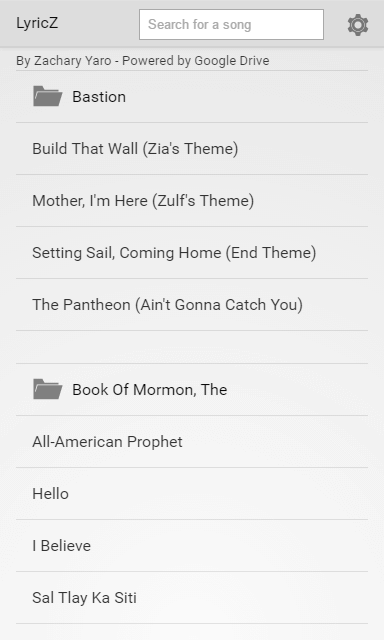 LyricZ
Search for a song
By Zachary Yaro - Powered by Google Drive
Bastion
Build That Wall (Zia's Theme)
Mother, I'm Here (Zulf's Theme)
Setting Sail, Coming Home (End Theme)
The Pantheon (Ain't Gonna Catch You)
Book Of Mormon, The
All-American Prophet
Hello
I Believe
Sal Tlay Ka Siti